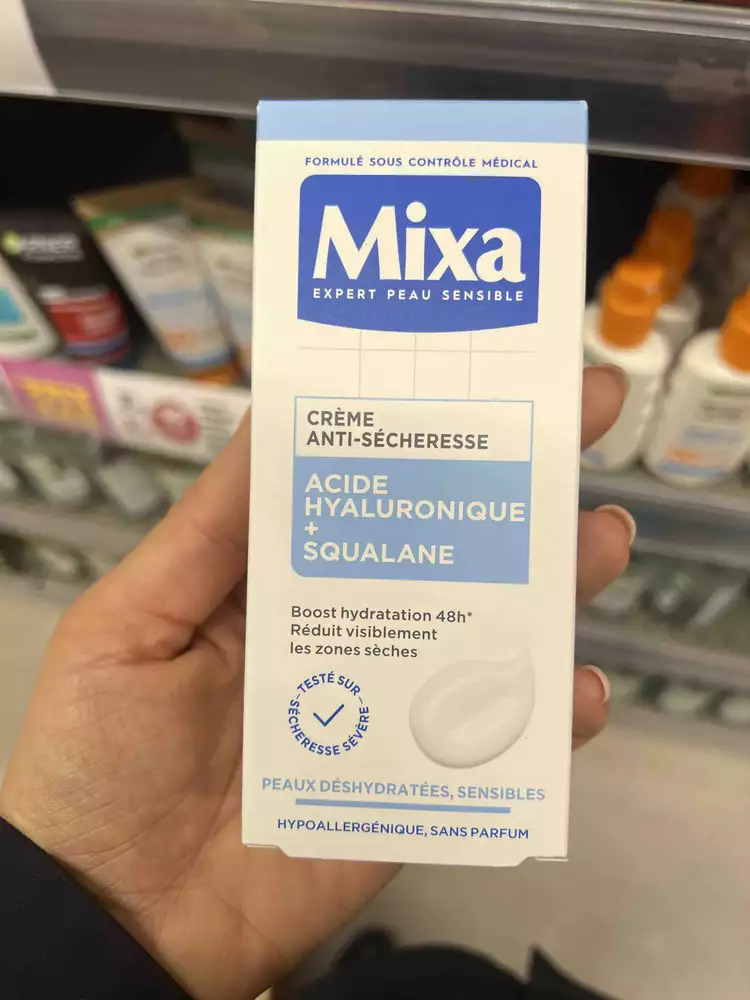 FORMULÉ SOUS CONTRÔLE MÉDICAL
Mixa
EXPERT PEAU SENSIBLE
CRÈME
ANTI-SÉCHERESSE
ACIDE
HYALURONIQUE
+
SQUALANE
Boost hydratation 48h*
Réduit visiblement
les zones sèches
TESTÉ SUR
SÉCHERESSE SÉVÈRE
PEAUX DÉSHYDRATÉES, SENSIBLES
HYPOALLERGÉNIQUE, SANS PARFUM